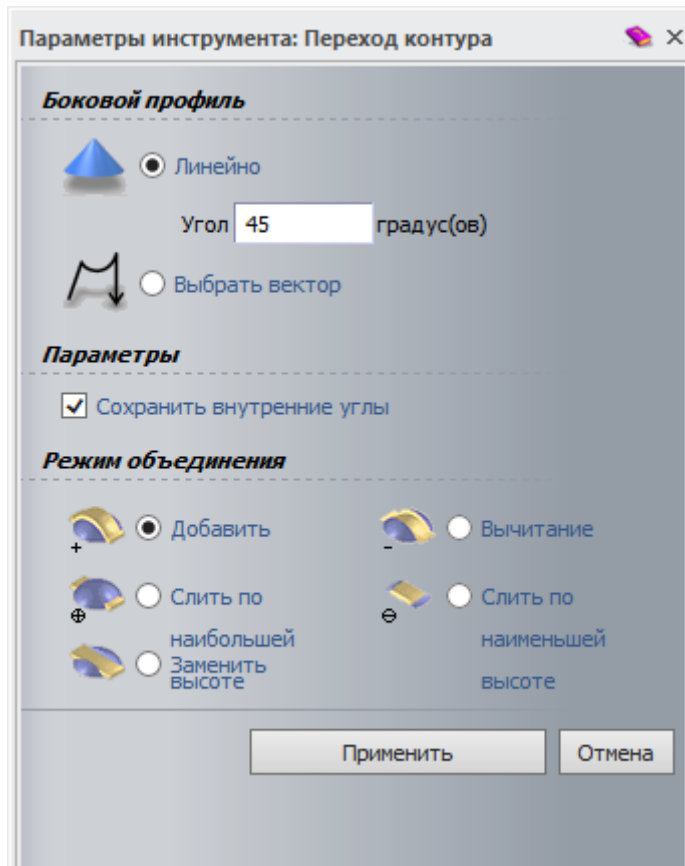 Параметры инструмента: Переход контура
Боковой профиль
Линейно
Угол 45 градус(ов)
Выбрать вектор
Параметры
Сохранить внутренние углы
Режим объединения
Добавить
Вычитание
Слить по
наибольшей
высоте
Слить по
наименьшей
высоте
Заменить
Применить
Отмена